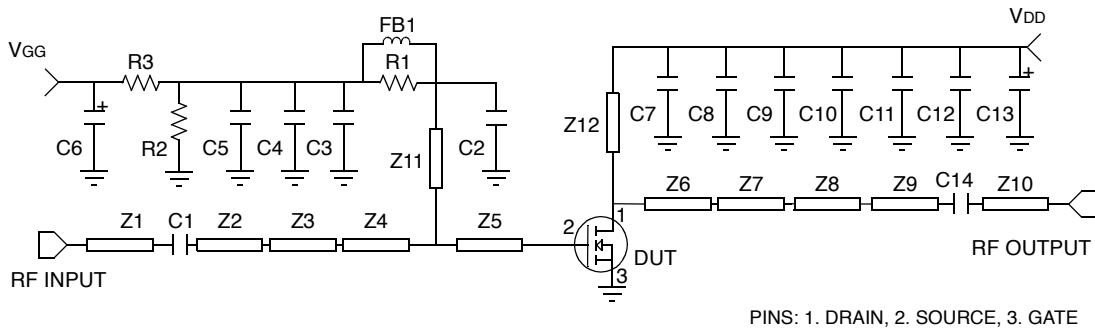 FB1
VDD
VGG
R3
R1
C6
R2
C5
C4
C3
Z11
C2
Z12
C7
C8
C9
C10
C11
C12
C13
Z1
C1
Z2
Z3
Z4
Z5
Z6
Z7
Z8
Z9
C14
Z10
2
1
3
DUT
RF INPUT
RF OUTPUT
PINS: 1. DRAIN, 2. SOURCE, 3. GATE